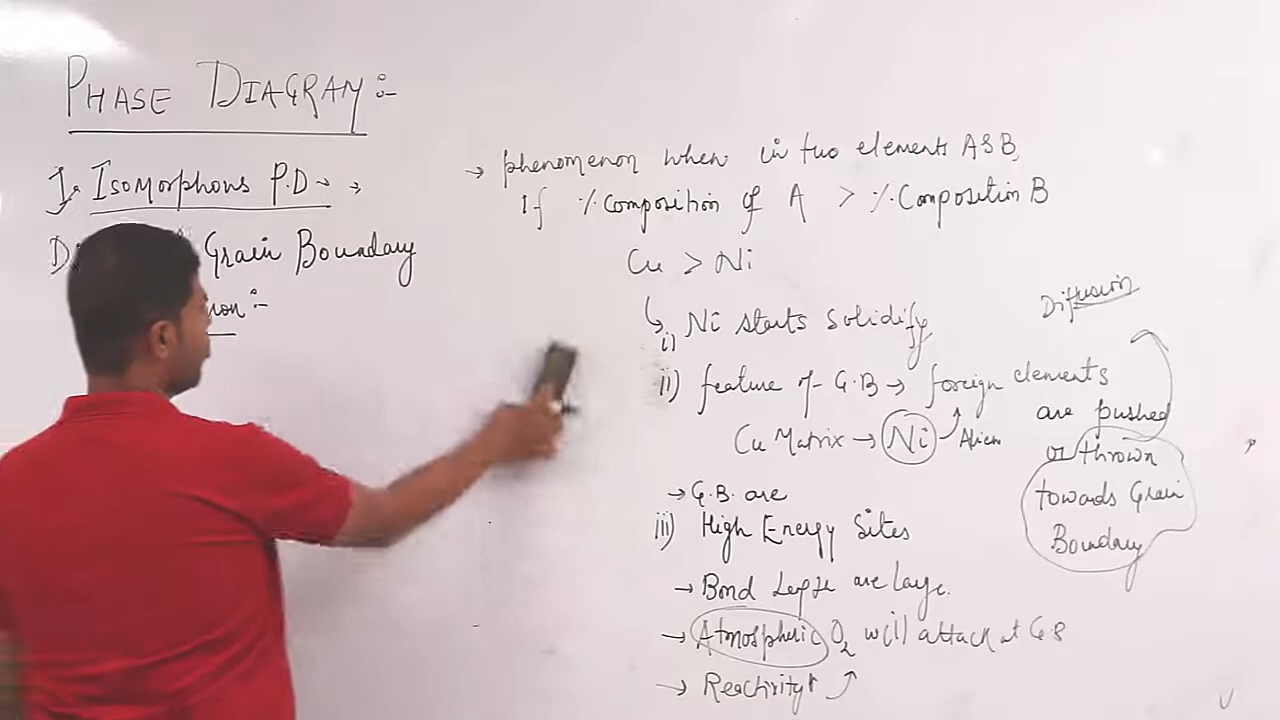 PHASE DIAGRAM:-
I. Isomorphous P.D - →
Grain Boundary
→ phenomenon when in two elements A & B,
If % Composition of A > % Composition B
Cu > Ni
i) Ni starts Solidify
Diffusion
ii) feature of G.B → foreign elements
are pushed
or thrown
towards Grain
Boundary
Cu Matrix → Ni - Alien
→ G.B. are
iii) High Energy Sites
→ Bond are large.
→ Atmospheric O2 will attack at G.B
→ Reactivity↑